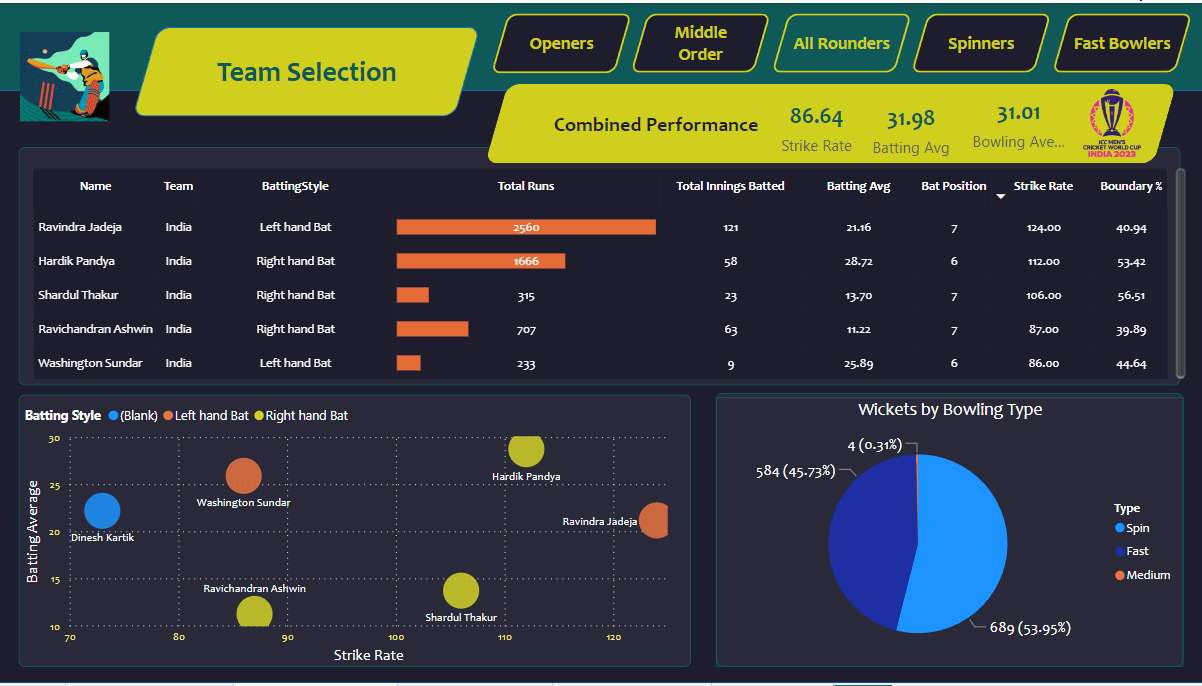 Team Selection
Openers
Middle
Order
All Rounders
Spinners
Fast Bowlers
Combined Performance
86.64
Strike Rate
31.98
Batting Avg
31.01
Bowling Ave...
ICC MEN'S
CRICKET WORLD CUP
INDIA 2023
Name Team BattingStyle Total Runs Total Innings Batted Batting Avg Bat Position Strike Rate Boundary %
Ravindra Jadeja India Left hand Bat 2560 121 21.16 7 124.00 40.94
Hardik Pandya India Right hand Bat 1666 58 28.72 6 112.00 53.42
Shardul Thakur India Right hand Bat 315 23 13.70 7 106.00 56.51
Ravichandran Ashwin India Right hand Bat 707 63 11.22 7 87.00 39.89
Washington Sundar India Left hand Bat 233 9 25.89 6 86.00 44.64
Batting Style (Blank) Left hand Bat Right hand Bat
Batting Average
30
25
20
15
10
Hardik Pandya
Washington Sundar
Ravindra Jadeja
Dinesh Kartik
Ravichandran Ashwin
Shardul Thakur
70 80 90 100 110 120
Strike Rate
Wickets by Bowling Type
4 (0.31%)
584 (45.73%)
689 (53.95%)
Type
Spin
Fast
Medium